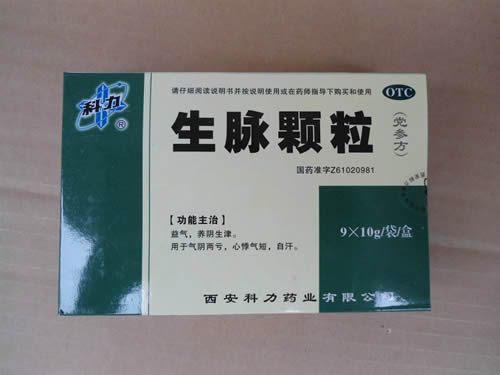 科力
®
请仔细阅读说明书并按说明使用或在药师指导下购买和使用
OTC
生脉颗粒
(党参方)
国药准字Z61020981
【功能主治】
益气，养阴生津。
用于气阴两亏，心悸气短，自汗。
9×10g/袋/盒
西安科力药业有限公司